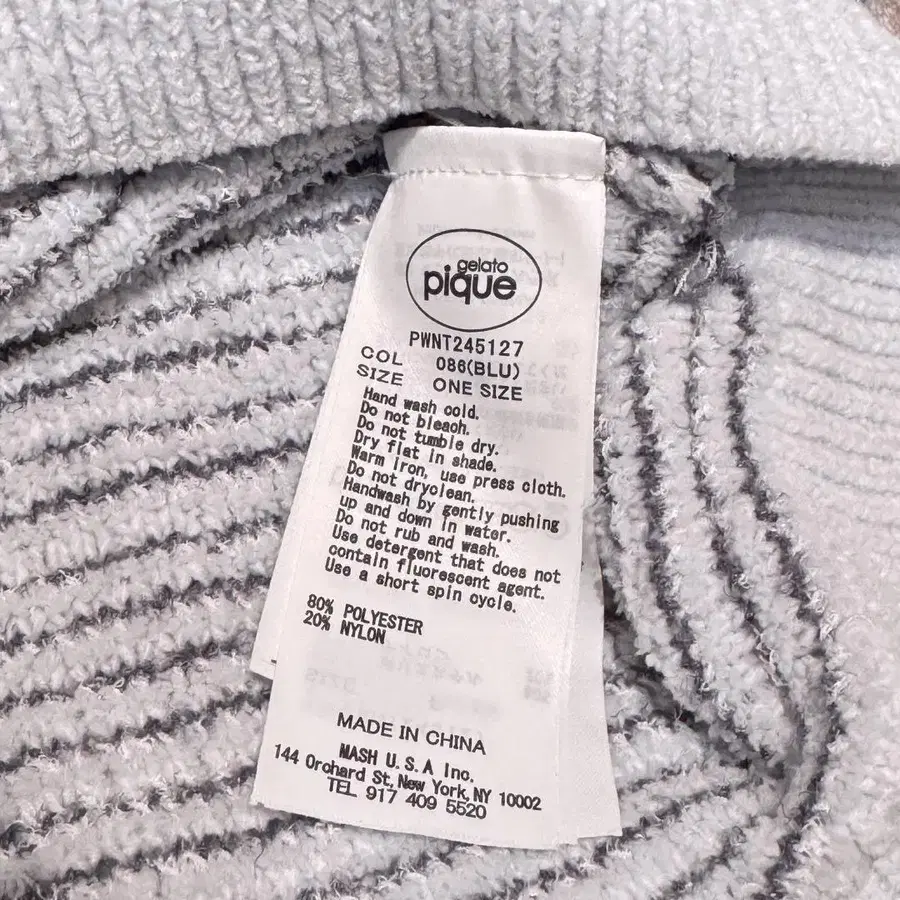 gelato
pique
PWNT245127
COL 086(BLU)
SIZE ONE SIZE
Hand wash cold.
Do not bleach.
Do not tumble dry.
Dry flat in shade.
Warm iron, use press cloth.
Do not dryclean.
Handwash by gently pushing
up and down in water.
Do not rub and wash.
Use detergent that does not
contain fluorescent agent.
Use a short spin cycle.
80% POLYESTER
20% NYLON
MADE IN CHINA
MASH U.S.A Inc.
144 Orchard St, New York, NY 10002
TEL 917 409 5520